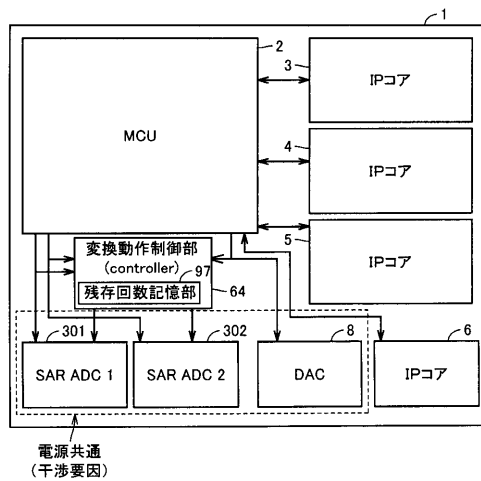 1
2
MCU
3
IPコア
4
IPコア
5
IPコア
変換動作制御部
(controller)
97
残存回数記憶部
64
301
SAR ADC 1
302
SAR ADC 2
8
DAC
6
IPコア
電源共通
(干渉要因)